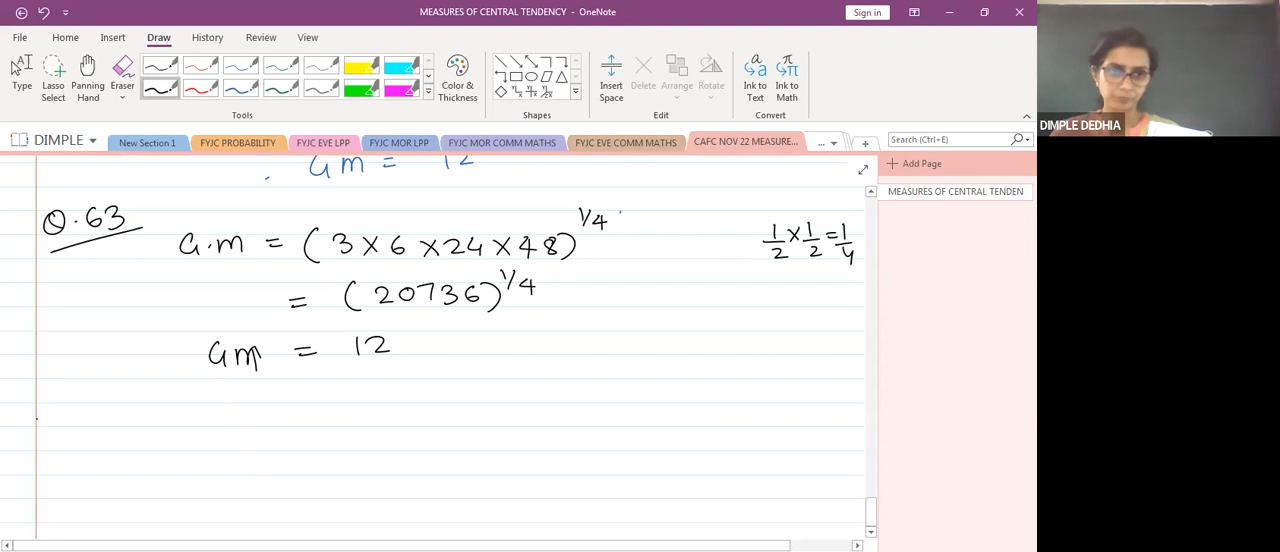 MEASURES OF CENTRAL TENDENCY - OneNote
Sign in
File Home Insert Draw History Review View
Type
Lasso Select
Panning Hand
Eraser
Color & Thickness
Insert Space
Delete
Arrange
Rotate
Ink to Text
Ink to Math
Tools Shapes Edit Convert
DIMPLE DEDHIA
DIMPLE New Section 1 FYJC PROBABILITY FYJC EVE LPP FYJC MOR LPP FYJC MOR COMM MATHS FYJC EVE COMM MATHS CAFC NOV 22 MEASURE... ... Search (Ctrl+E)
Add Page
MEASURES OF CENTRAL TENDEN
GM = 12
Q.63
G.M = (3 × 6 × 24 × 48)^1/4
1/2 × 1/2 = 1/4
= (20736)^1/4
GM = 12